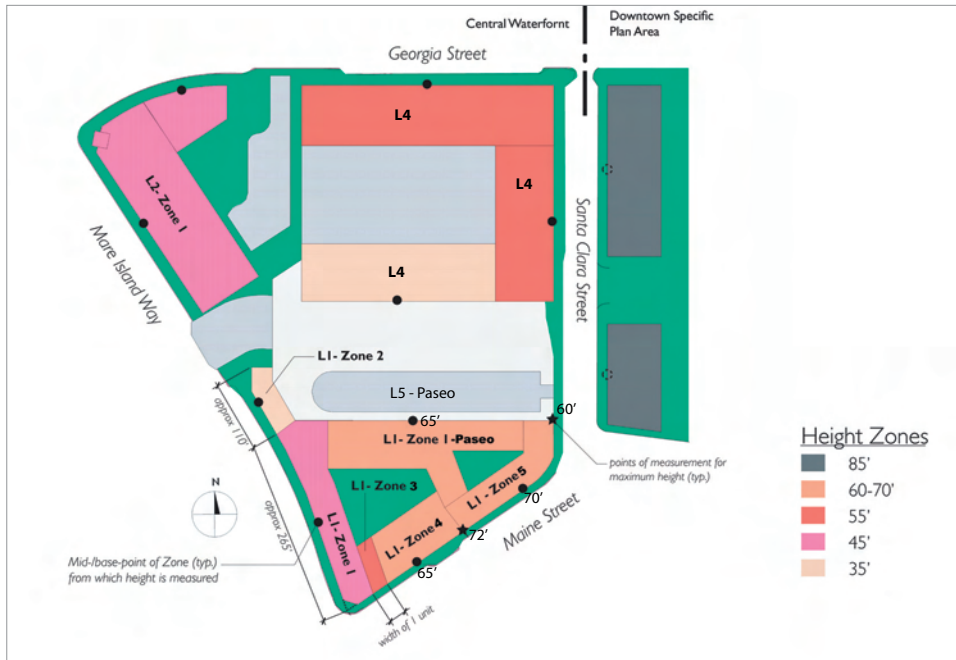 Central Waterfornt
Downtown Specific
Plan Area
Georgia Street
L4
L2- Zone 1
L4
Santa Clara Street
Mare Island Way
L4
L1- Zone 2
L5 - Paseo
approx 110'
65'
60'
L1- Zone 1-Paseo
points of measurement for
maximum height (typ.)
Height Zones
85'
60-70'
55'
45'
35'
N
L1- Zone 3
L1- Zone 5
70'
approx 265'
L1- Zone 1
L1- Zone 4
72'
Maine Street
Mid-/base-point of Zone (typ.)
from which height is measured
65'
width of 1 unit